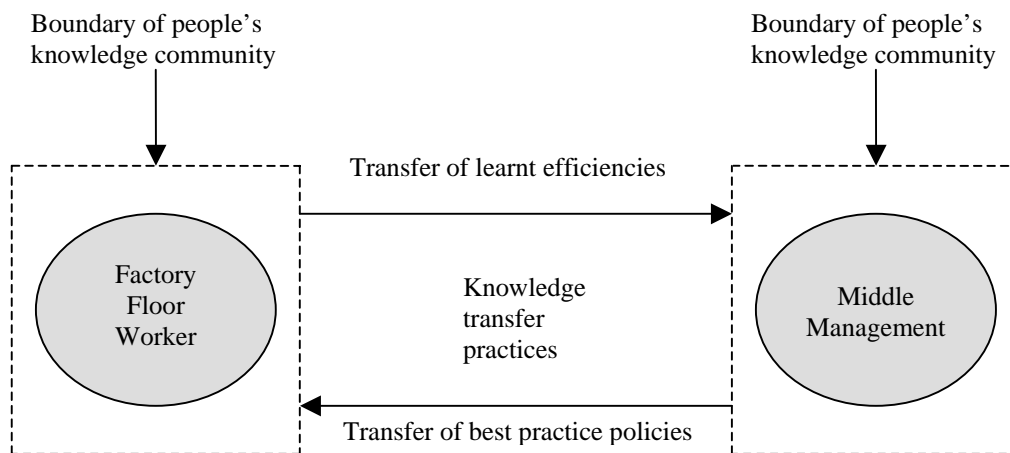 Boundary of people’s
knowledge community
Boundary of people’s
knowledge community
Transfer of learnt efficiencies
Factory
Floor
Worker
Knowledge
transfer
practices
Middle
Management
Transfer of best practice policies